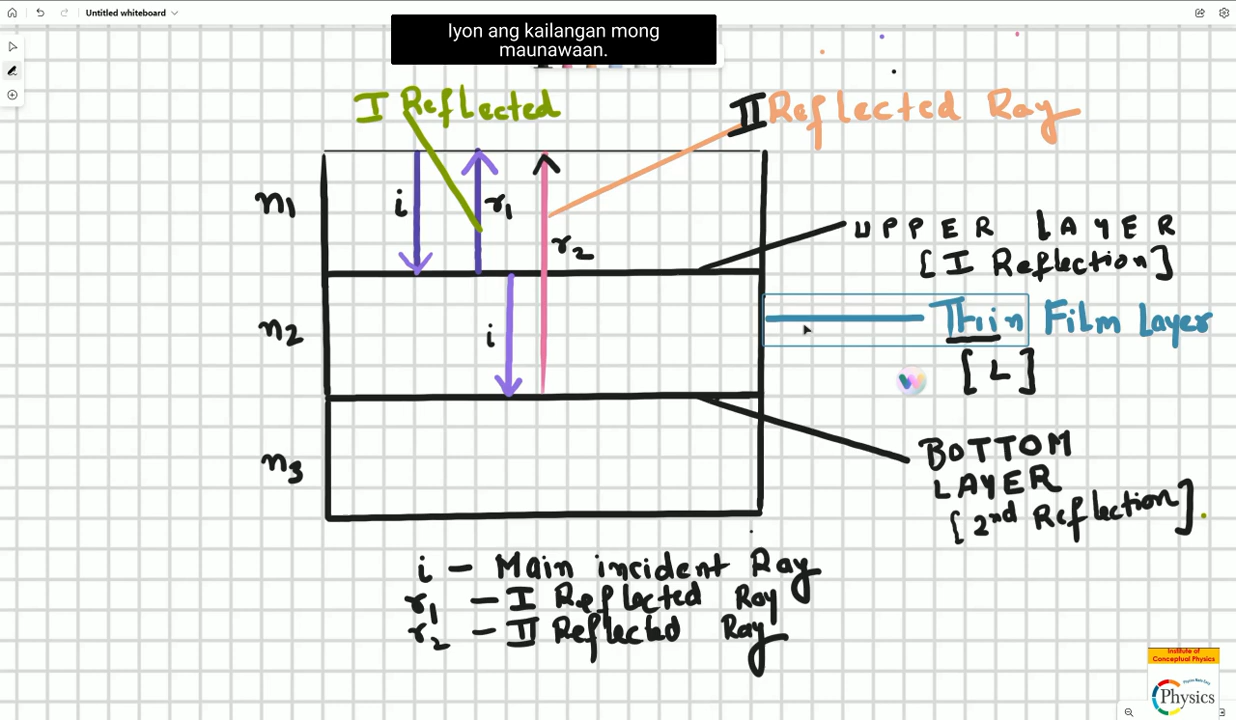 Untitled whiteboard
Iyon ang kailangan mong
maunawaan.
I Reflected
II Reflected Ray
n1
i
r1
r2
UPPER LAYER
[I Reflection]
n2
i
Thin Film Layer
[L]
n3
BOTTOM
LAYER
[2nd Reflection]
i - Main incident Ray
r1 - I Reflected Ray
r2 - II Reflected Ray
Institute of
Conceptual Physics
Physics